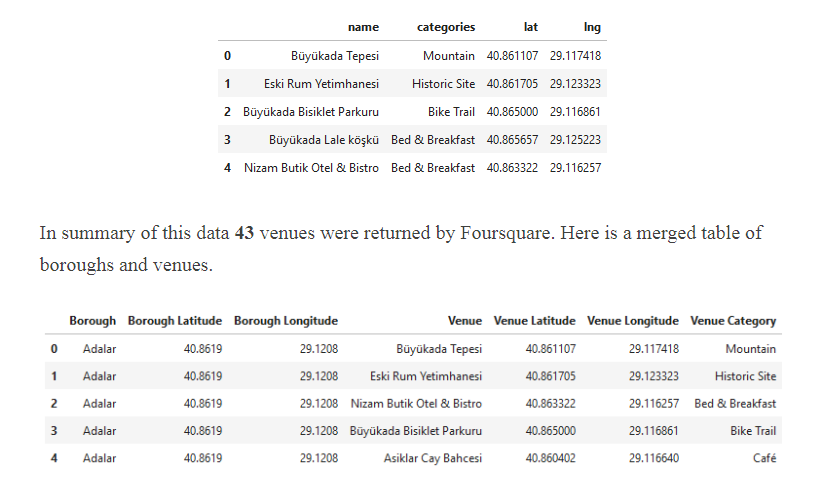 name categories lat lng
0 Büyükada Tepesi Mountain 40.861107 29.117418
1 Eski Rum Yetimhanesi Historic Site 40.861705 29.123323
2 Büyükada Bisiklet Parkuru Bike Trail 40.865000 29.116861
3 Büyükada Lale köşkü Bed & Breakfast 40.865657 29.125223
4 Nizam Butik Otel & Bistro Bed & Breakfast 40.863322 29.116257
In summary of this data 43 venues were returned by Foursquare. Here is a merged table of
boroughs and venues.
Borough Borough Latitude Borough Longitude Venue Venue Latitude Venue Longitude Venue Category
0 Adalar 40.8619 29.1208 Büyükada Tepesi 40.861107 29.117418 Mountain
1 Adalar 40.8619 29.1208 Eski Rum Yetimhanesi 40.861705 29.123323 Historic Site
2 Adalar 40.8619 29.1208 Nizam Butik Otel & Bistro 40.863322 29.116257 Bed & Breakfast
3 Adalar 40.8619 29.1208 Büyükada Bisiklet Parkuru 40.865000 29.116861 Bike Trail
4 Adalar 40.8619 29.1208 Asiklar Cay Bahcesi 40.860402 29.116640 Café